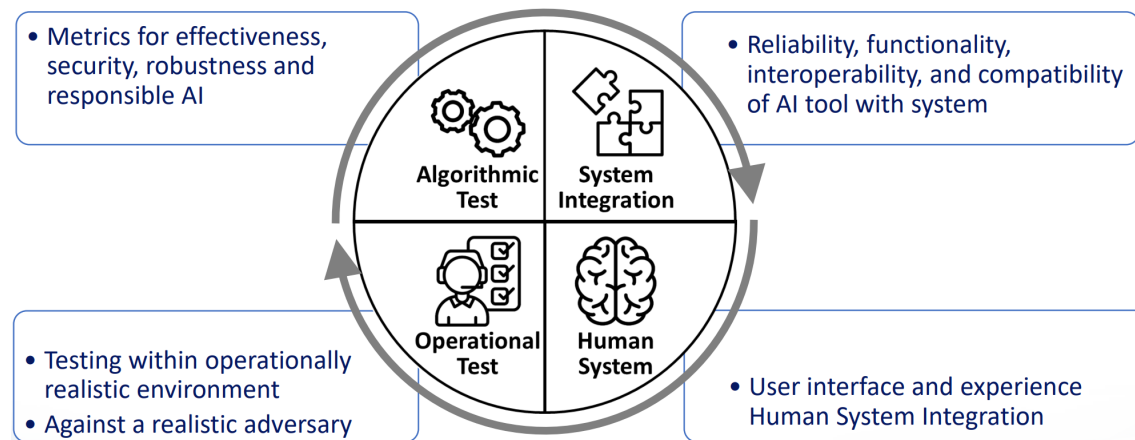 • Metrics for effectiveness,
security, robustness and
responsible AI
• Reliability, functionality,
interoperability, and compatibility
of AI tool with system
Algorithmic
Test
System
Integration
Operational
Test
Human
System
• Testing within operationally
realistic environment
• Against a realistic adversary
• User interface and experience
Human System Integration